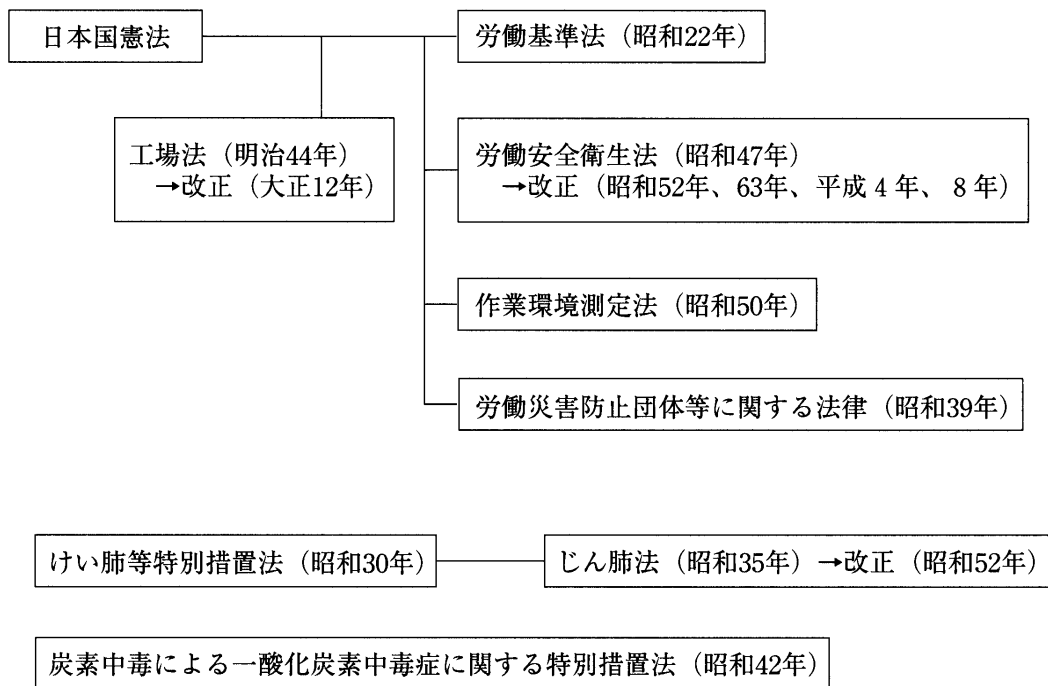 日本国憲法
労働基準法（昭和22年）
工場法（明治44年）
→改正（大正12年）
労働安全衛生法（昭和47年）
→改正（昭和52年、63年、平成4年、8年）
作業環境測定法（昭和50年）
労働災害防止団体等に関する法律（昭和39年）
けい肺等特別措置法（昭和30年）
じん肺法（昭和35年）→改正（昭和52年）
炭素中毒による一酸化炭素中毒症に関する特別措置法（昭和42年）